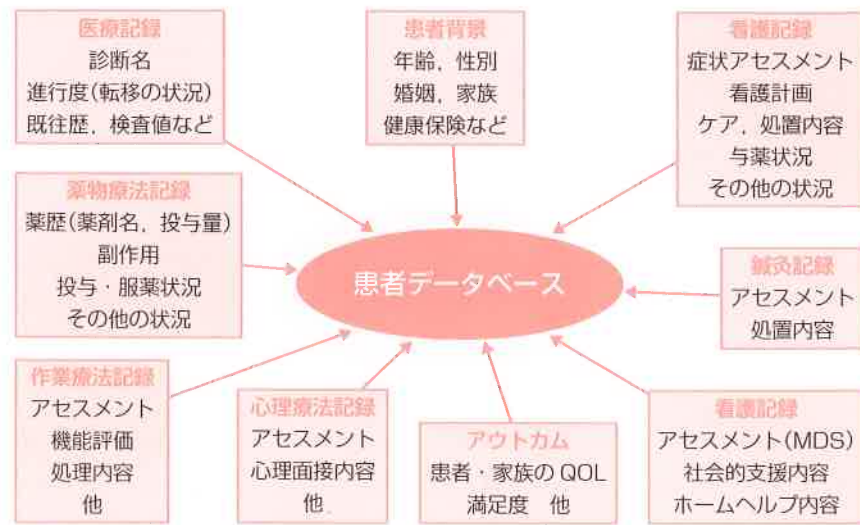 医療記録
診断名
進行度(転移の状況)
既往歴，検査値など
患者背景
年齢，性別
婚姻，家族
健康保険など
看護記録
症状アセスメント
看護計画
ケア，処置内容
与薬状況
その他の状況
薬物療法記録
薬歴(薬剤名，投与量)
副作用
投与・服薬状況
その他の状況
患者データベース
鍼灸記録
アセスメント
処置内容
作業療法記録
アセスメント
機能評価
処理内容
他
心理療法記録
アセスメント
心理面接内容
他
アウトカム
患者・家族のQOL
満足度　他
看護記録
アセスメント(MDS)
社会的支援内容
ホームヘルプ内容